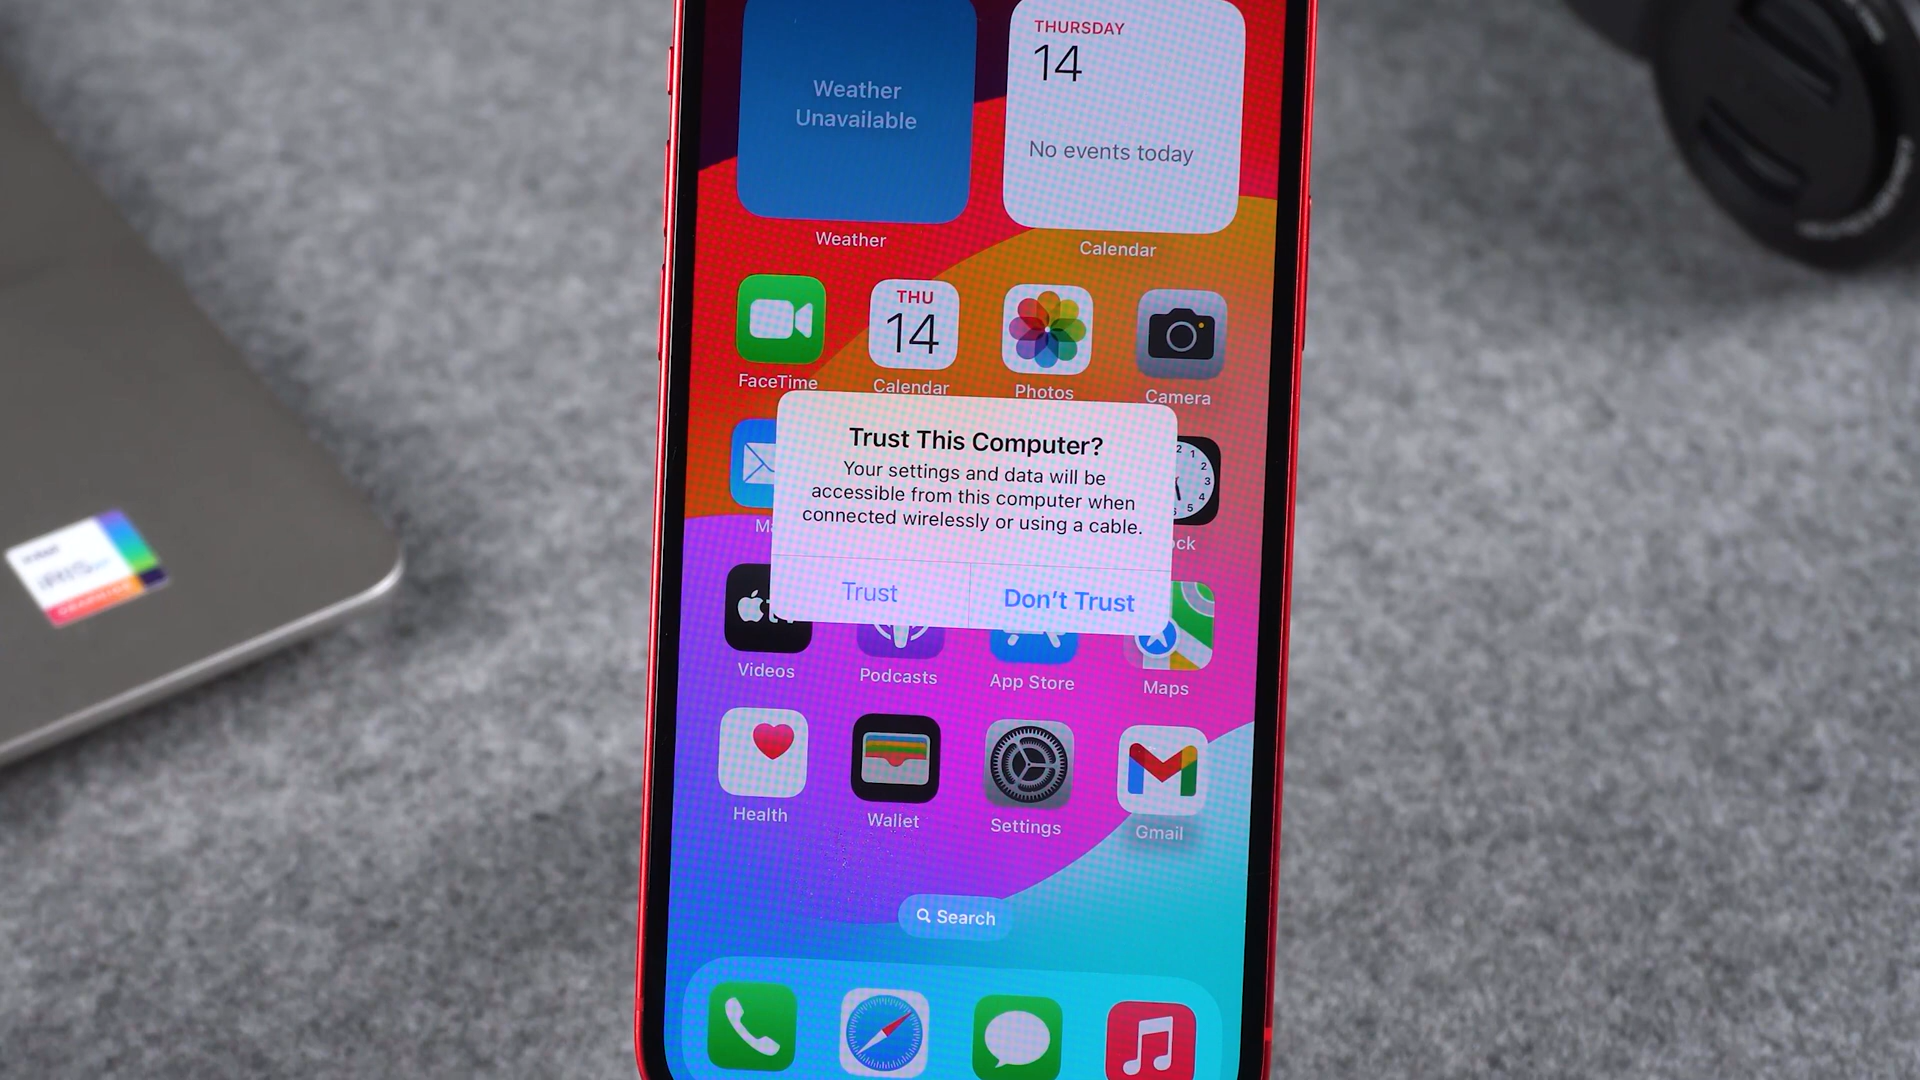 THURSDAY
14
No events today
Weather
Unavailable
Weather
Calendar
THU
14
FaceTime
Calendar
Photos
Camera
Trust This Computer?
Your settings and data will be
accessible from this computer when
connected wirelessly or using a cable.
Trust
Don't Trust
Videos
Podcasts
App Store
Maps
Health
Wallet
Settings
Gmail
Search
GRAPHICS